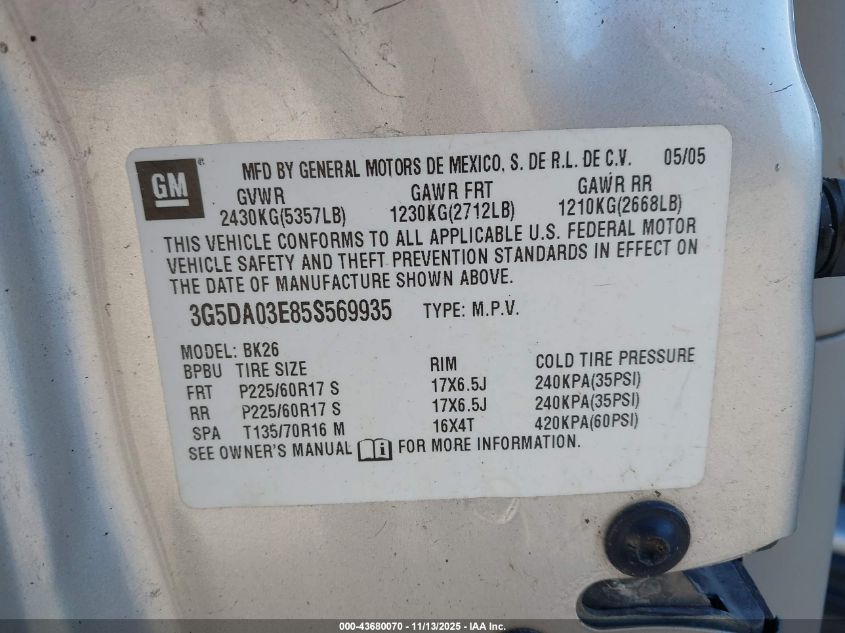 GM ® MFD BY GENERAL MOTORS DE MEXICO, S. DE R.L. DE C.V. 05/05
GVWR GAWR FRT GAWR RR
2430KG(5357LB) 1230KG(2712LB) 1210KG(2668LB)
THIS VEHICLE CONFORMS TO ALL APPLICABLE U.S. FEDERAL MOTOR
VEHICLE SAFETY AND THEFT PREVENTION STANDARDS IN EFFECT ON
THE DATE OF MANUFACTURE SHOWN ABOVE.
3G5DA03E85S569935 TYPE: M.P.V.
MODEL: BK26
BPBU TIRE SIZE RIM COLD TIRE PRESSURE
FRT P225/60R17 S 17X6.5J 240KPA(35PSI)
RR P225/60R17 S 17X6.5J 240KPA(35PSI)
SPA T135/70R16 M 16X4T 420KPA(60PSI)
SEE OWNER'S MANUAL i FOR MORE INFORMATION.
000-43680070 - 11/13/2025 - IAA Inc.